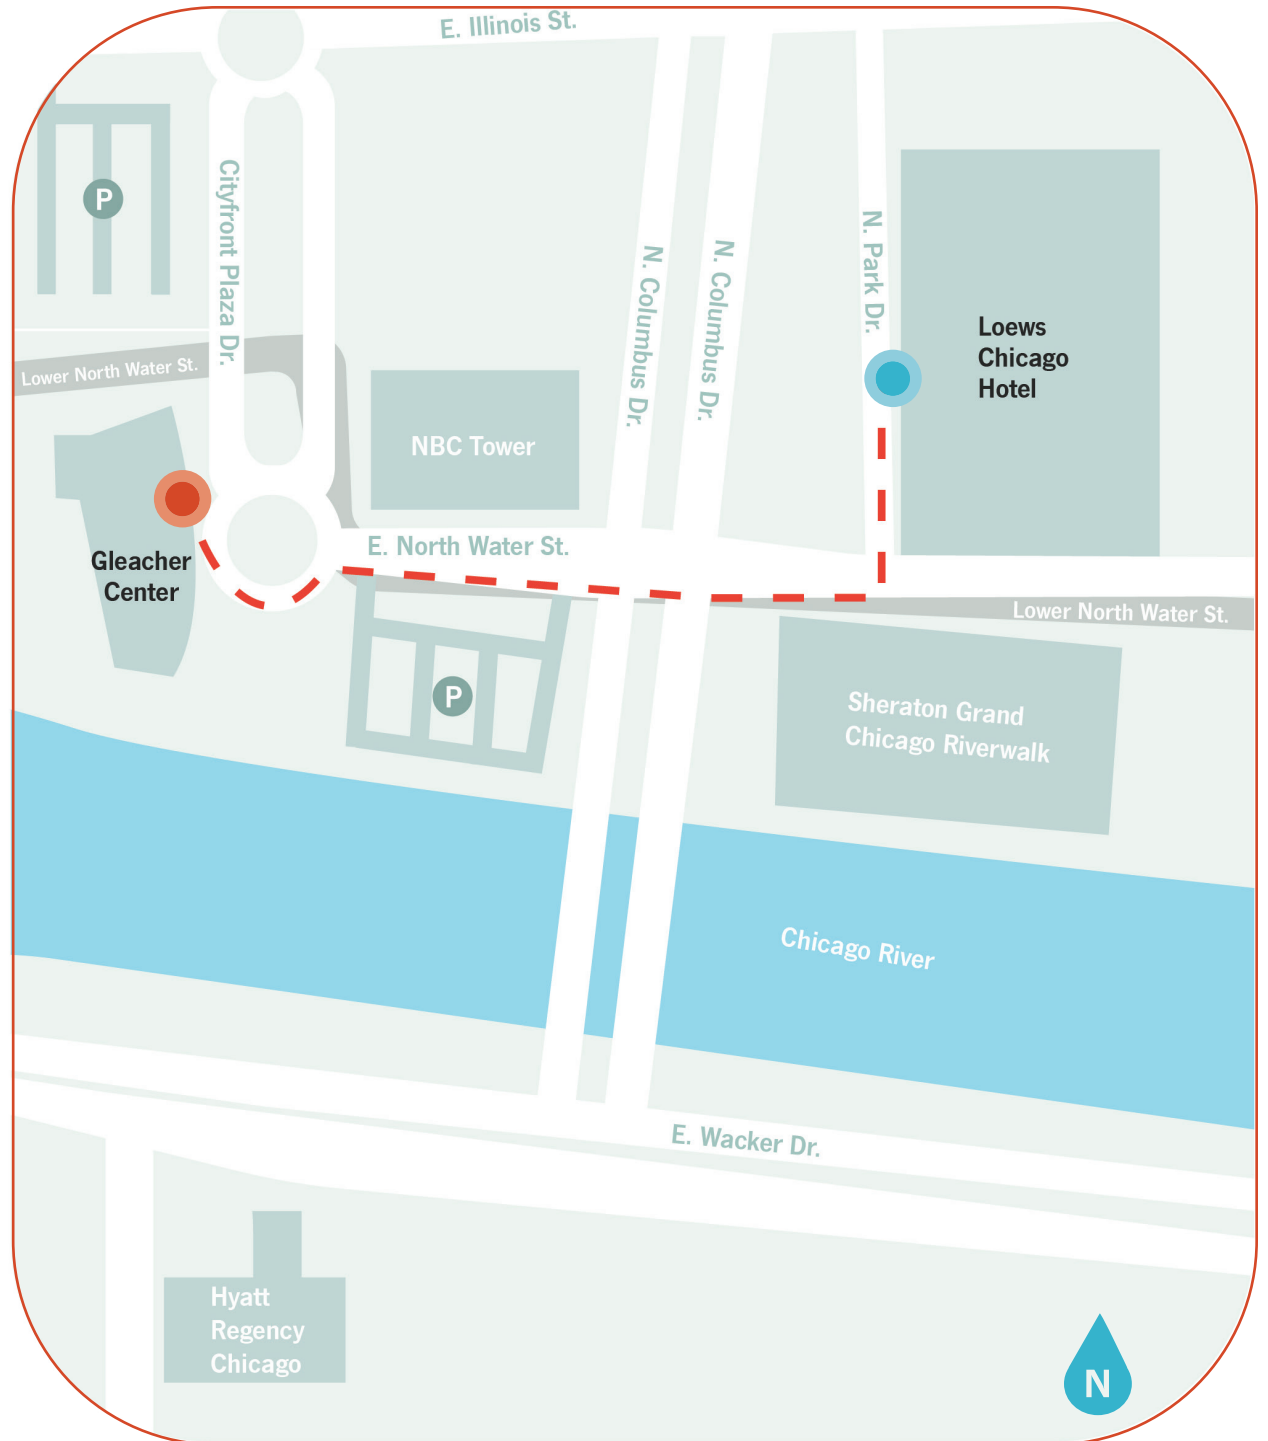 E. Illinois St.
P
Cityfront Plaza Dr.
N. Columbus Dr.
N. Columbus Dr.
N. Park Dr.
Loews
Chicago
Hotel
Lower North Water St.
NBC Tower
Gleacher
Center
E. North Water St.
Lower North Water St.
P
Sheraton Grand
Chicago Riverwalk
Chicago River
E. Wacker Dr.
Hyatt
Regency
Chicago
N